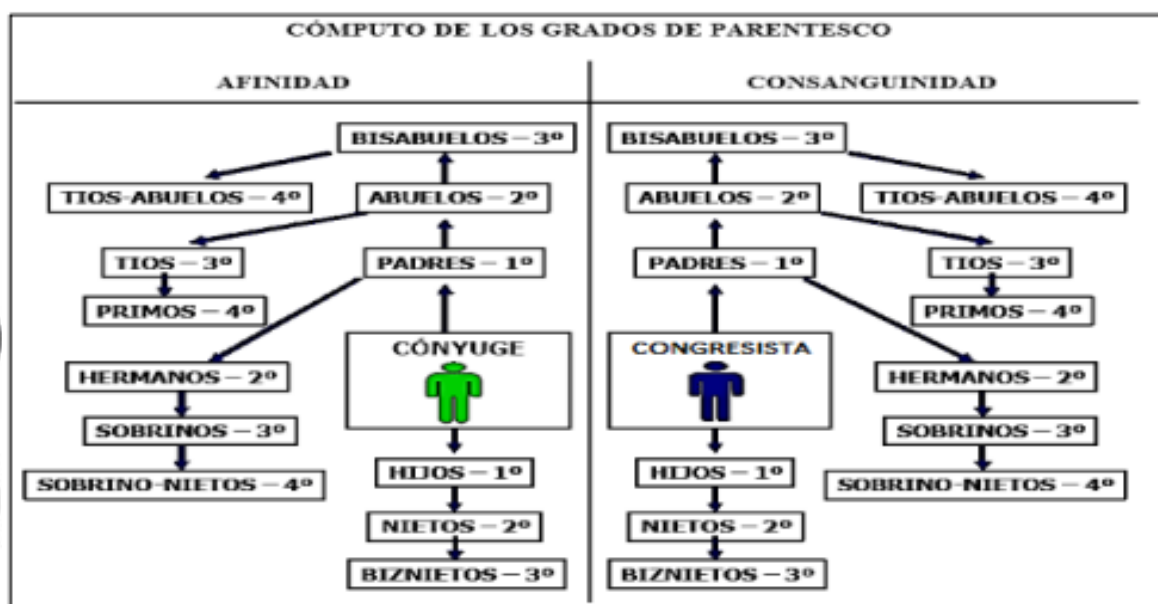 CÓMPUTO DE LOS GRADOS DE PARENTESCO
AFINIDAD
BISABUELOS – 3º
TIOS-ABUELOS – 4º
ABUELOS – 2º
TIOS – 3º
PADRES – 1º
PRIMOS – 4º
CÓNYUGE
HERMANOS – 2º
SOBRINOS – 3º
SOBRINO-NIETOS – 4º
HIJOS – 1º
NIETOS – 2º
BIZNIETOS – 3º
CONSANGUINIDAD
BISABUELOS – 3º
ABUELOS – 2º
TIOS-ABUELOS – 4º
PADRES – 1º
TIOS – 3º
PRIMOS – 4º
CONGRESISTA
HERMANOS – 2º
SOBRINOS – 3º
HIJOS – 1º
SOBRINO-NIETOS – 4º
NIETOS – 2º
BIZNIETOS – 3º